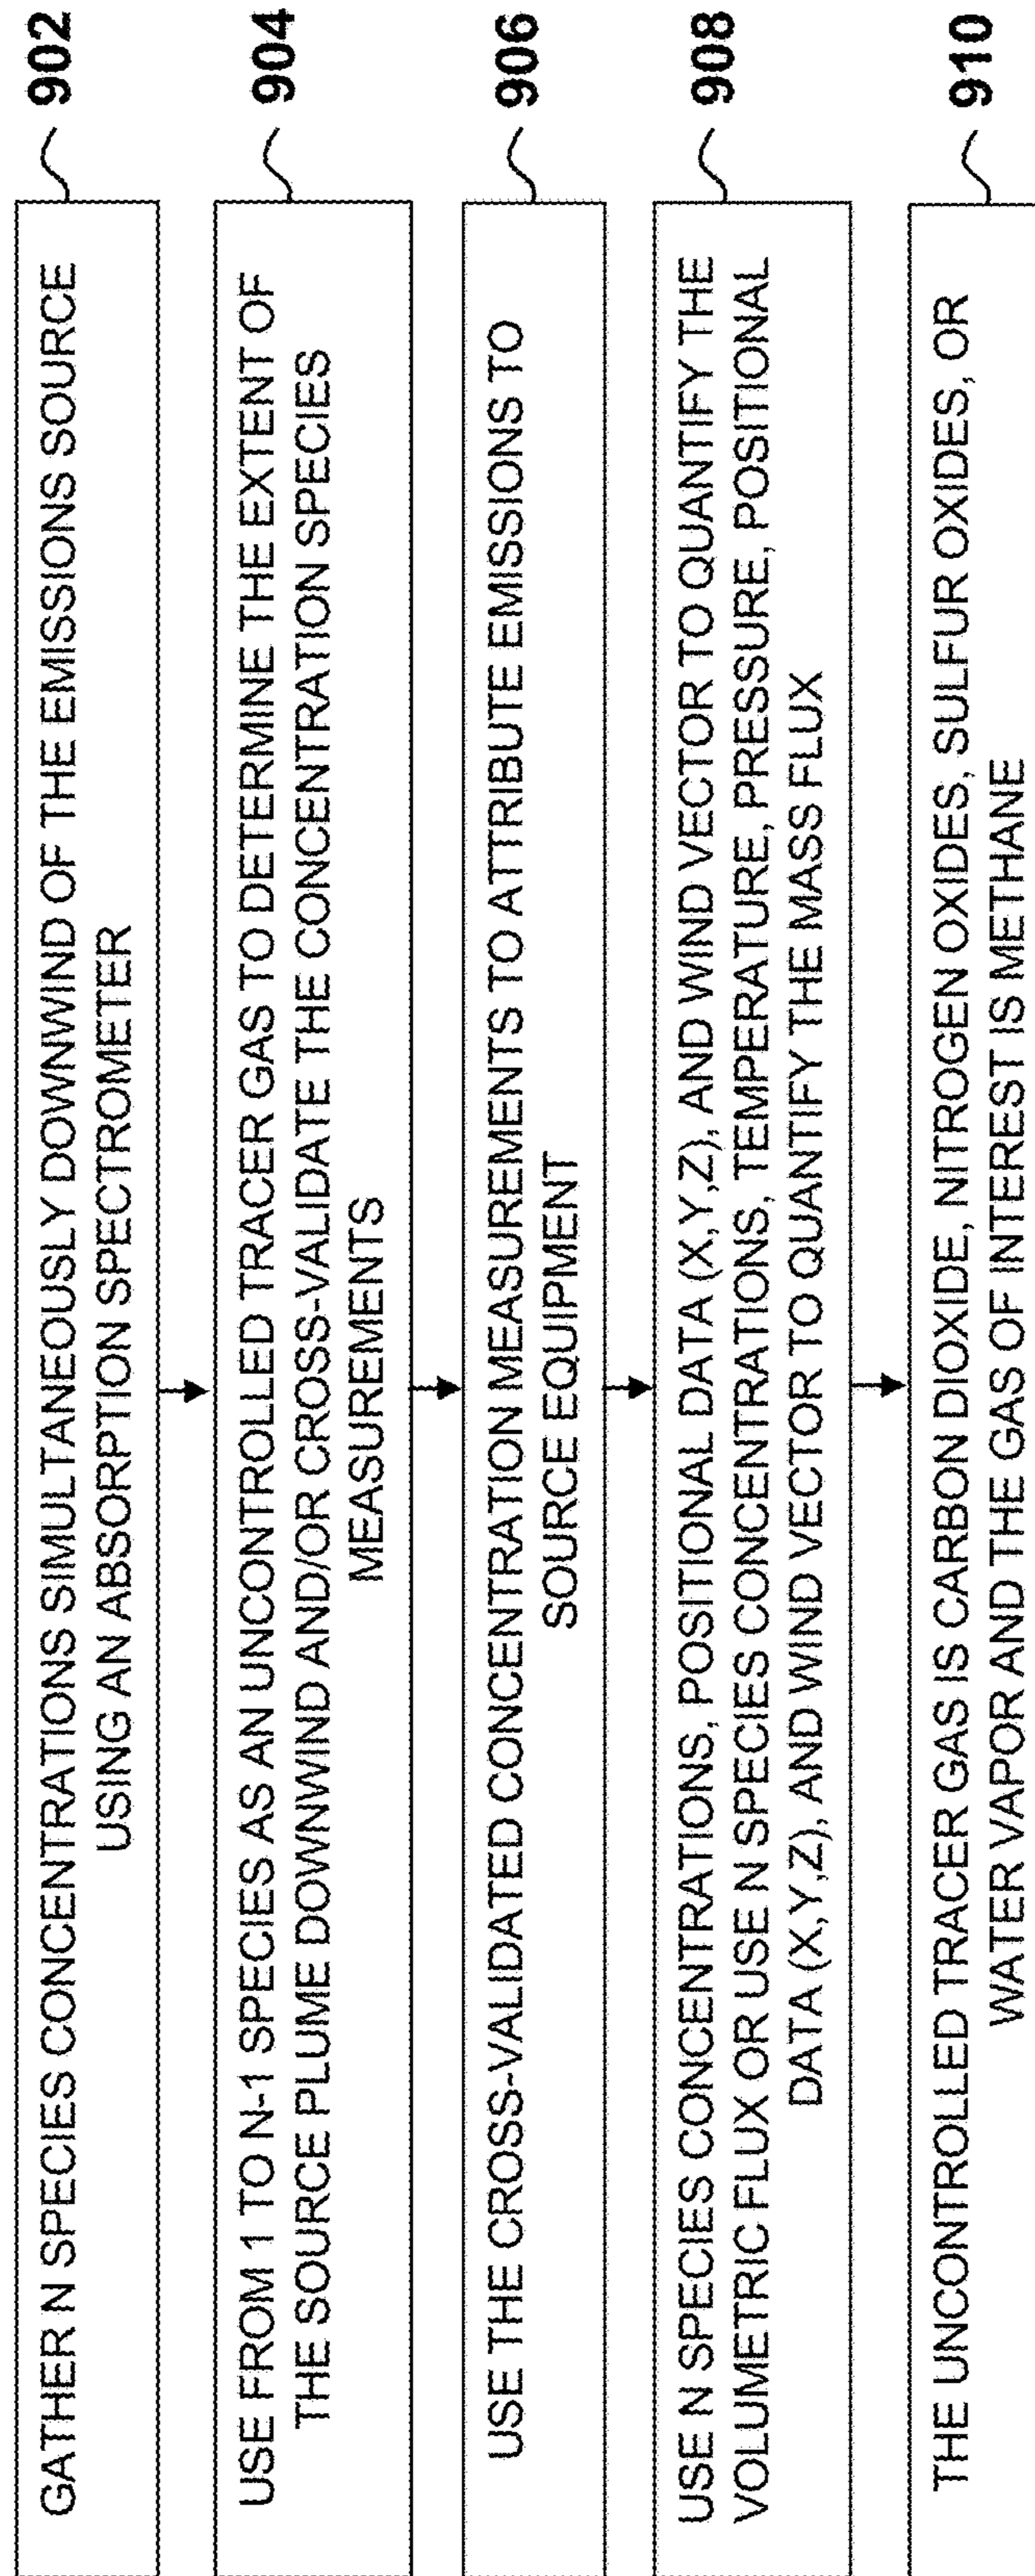 GATHER N SPECIES CONCENTRATIONS SIMULTANEOUSLY DOWNWIND OF THE EMISSIONS SOURCE
USING AN ABSORPTION SPECTROMETER
902
USE FROM 1 TO N-1 SPECIES AS AN UNCONTROLLED TRACER GAS TO DETERMINE THE EXTENT OF
THE SOURCE PLUME DOWNWIND AND/OR CROSS-VALIDATE THE CONCENTRATION SPECIES
MEASUREMENTS
904
USE THE CROSS-VALIDATED CONCENTRATION MEASUREMENTS TO ATTRIBUTE EMISSIONS TO
SOURCE EQUIPMENT
906
USE N SPECIES CONCENTRATIONS, POSITIONAL DATA (X,Y,Z), AND WIND VECTOR TO QUANTIFY THE
VOLUMETRIC FLUX OR USE N SPECIES CONCENTRATIONS, TEMPERATURE, PRESSURE, POSITIONAL
DATA (X,Y,Z), AND WIND VECTOR TO QUANTIFY THE MASS FLUX
908
THE UNCONTROLLED TRACER GAS IS CARBON DIOXIDE, NITROGEN OXIDES, SULFUR OXIDES, OR
WATER VAPOR AND THE GAS OF INTEREST IS METHANE
910